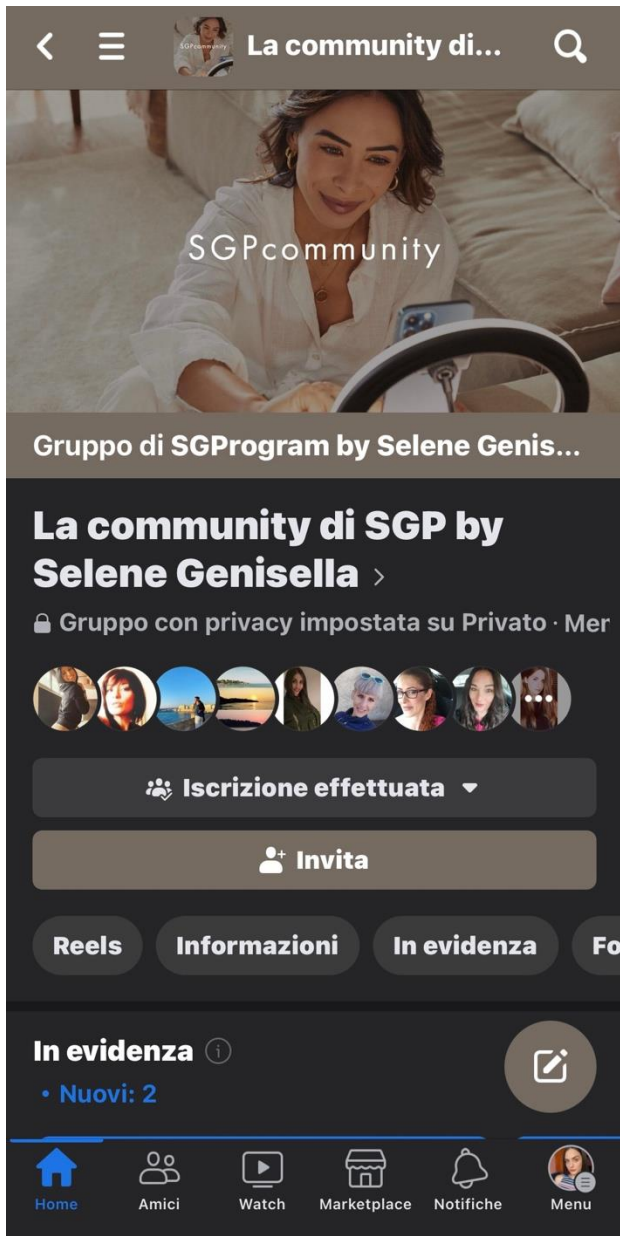 La community di...
SGPcommunity
Gruppo di SGProgram by Selene Genis...
La community di SGP by
Selene Genisella
Gruppo con privacy impostata su Privato · Mer
Iscrizione effettuata
Invita
Reels Informazioni In evidenza Fo
In evidenza
• Nuovi: 2
Home Amici Watch Marketplace Notifiche Menu